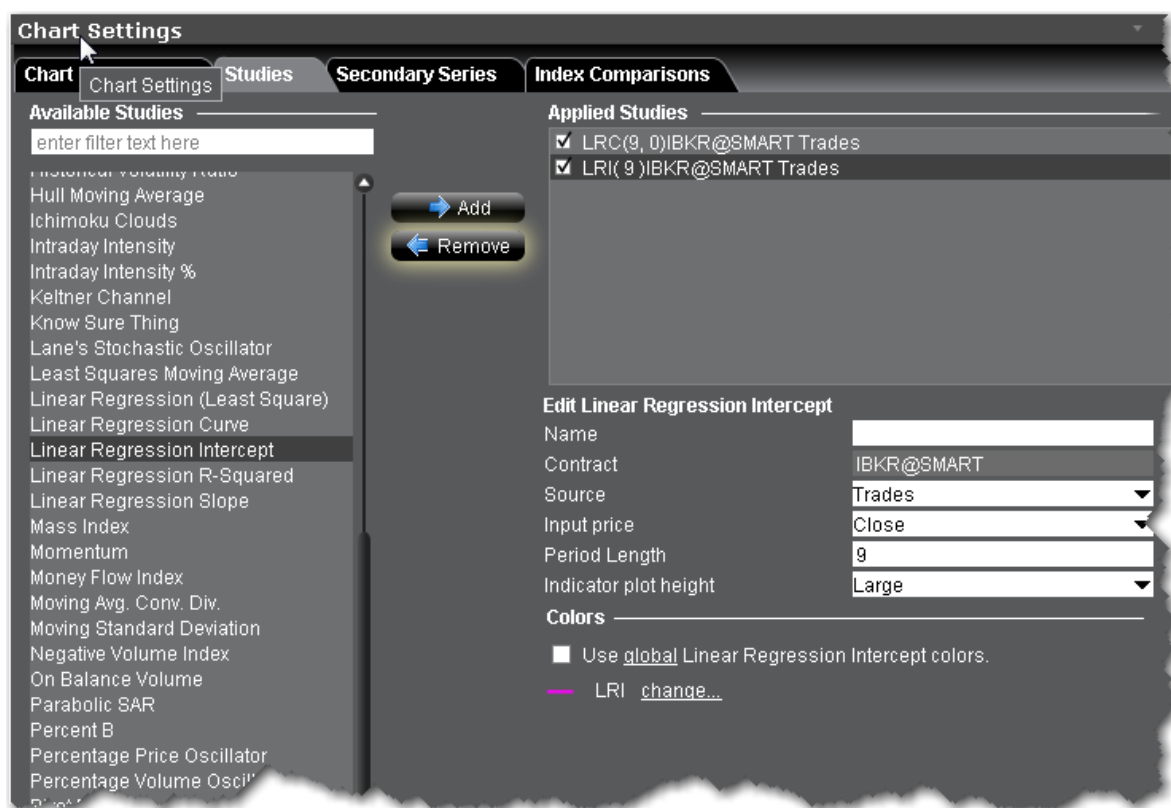 Chart Settings
Chart
Chart Settings
Studies
Secondary Series
Index Comparisons
Available Studies
enter filter text here
Historical Volatility Ratio
Hull Moving Average
Ichimoku Clouds
Intraday Intensity
Intraday Intensity %
Keltner Channel
Know Sure Thing
Lane's Stochastic Oscillator
Least Squares Moving Average
Linear Regression (Least Square)
Linear Regression Curve
Linear Regression Intercept
Linear Regression R-Squared
Linear Regression Slope
Mass Index
Momentum
Money Flow Index
Moving Avg. Conv. Div.
Moving Standard Deviation
Negative Volume Index
On Balance Volume
Parabolic SAR
Percent B
Percentage Price Oscillator
Percentage Volume
Add
Remove
Applied Studies
LRC(9, 0)IBKR@SMART Trades
LRI( 9 )IBKR@SMART Trades
Edit Linear Regression Intercept
Name
Contract IBKR@SMART
Source Trades
Input price Close
Period Length 9
Indicator plot height Large
Colors
Use global Linear Regression Intercept colors.
LRI change...